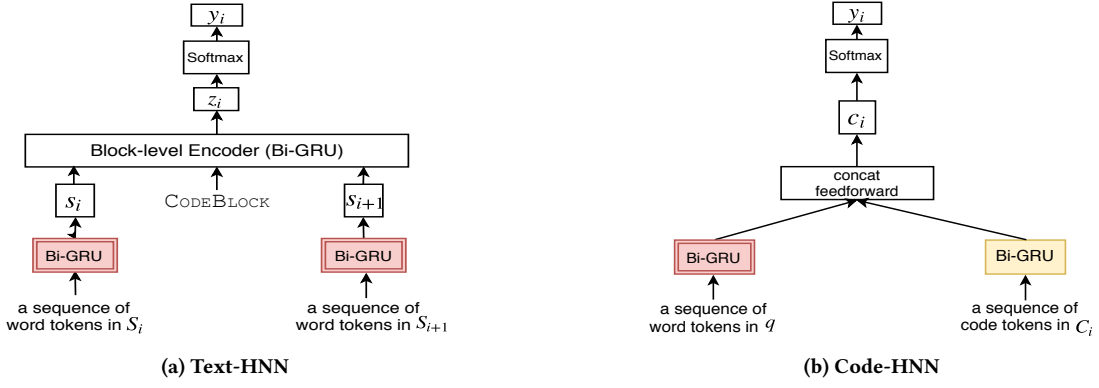 y_i
Softmax
z_i
Block-level Encoder (Bi-GRU)
s_i
CODEBLOCK
s_{i+1}
Bi-GRU
Bi-GRU
a sequence of
word tokens in S_i
a sequence of
word tokens in S_{i+1}
(a) Text-HNN
y_i
Softmax
c_i
concat
feedforward
Bi-GRU
Bi-GRU
a sequence of
word tokens in q
a sequence of
code tokens in C_i
(b) Code-HNN